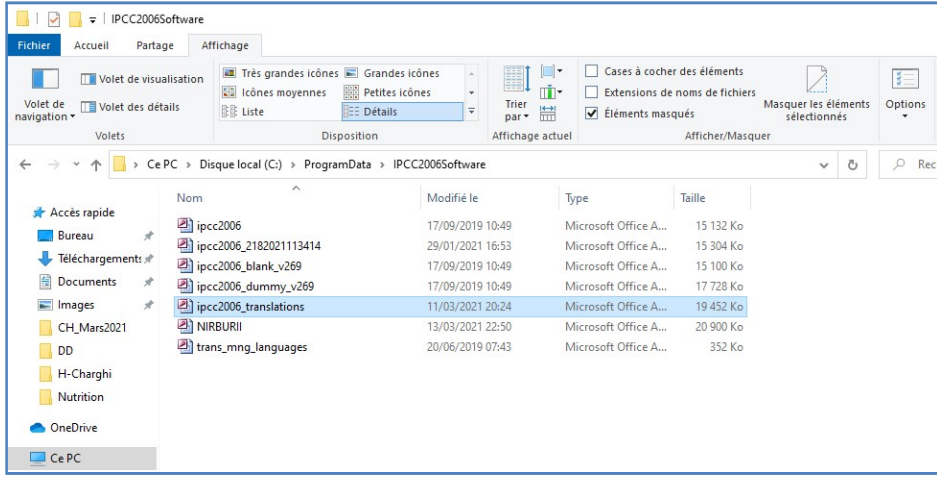 IPCC2006Software
Fichier Accueil Partage Affichage
Volet de navigation
Volet de visualisation
Volet des détails
Volets
Très grandes icônes Grandes icônes
Icônes moyennes Petites icônes
Liste Détails
Disposition
Trier par
Affichage actuel
Cases à cocher des éléments
Extensions de noms de fichiers
Éléments masqués
Masquer les éléments sélectionnés
Afficher/Masquer
Options
Ce PC > Disque local (C:) > ProgramData > IPCC2006Software
Rec
Nom Modifié le Type Taille
ipcc2006 17/09/2019 10:49 Microsoft Office A... 15 132 Ko
ipcc2006_2182021113414 29/01/2021 16:53 Microsoft Office A... 15 304 Ko
ipcc2006_blank_v269 17/09/2019 10:49 Microsoft Office A... 15 100 Ko
ipcc2006_dummy_v269 17/09/2019 10:49 Microsoft Office A... 17 728 Ko
ipcc2006_translations 11/03/2021 20:24 Microsoft Office A... 19 452 Ko
NIRBURII 13/03/2021 22:50 Microsoft Office A... 20 900 Ko
trans_mng_languages 20/06/2019 07:43 Microsoft Office A... 352 Ko
Accès rapide
Bureau
Téléchargements
Documents
Images
CH_Mars2021
DD
H-Charghi
Nutrition
OneDrive
Ce PC